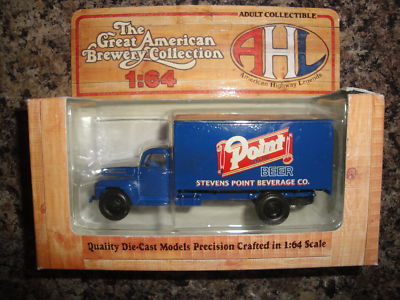 ADULT COLLECTIBLE
The
Great American
Brewery Collection
1:64
AHL
American Highway Legends
Point
BEER
STEVENS POINT BEVERAGE CO.
Quality Die-Cast Models Precision Crafted in 1:64 Scale